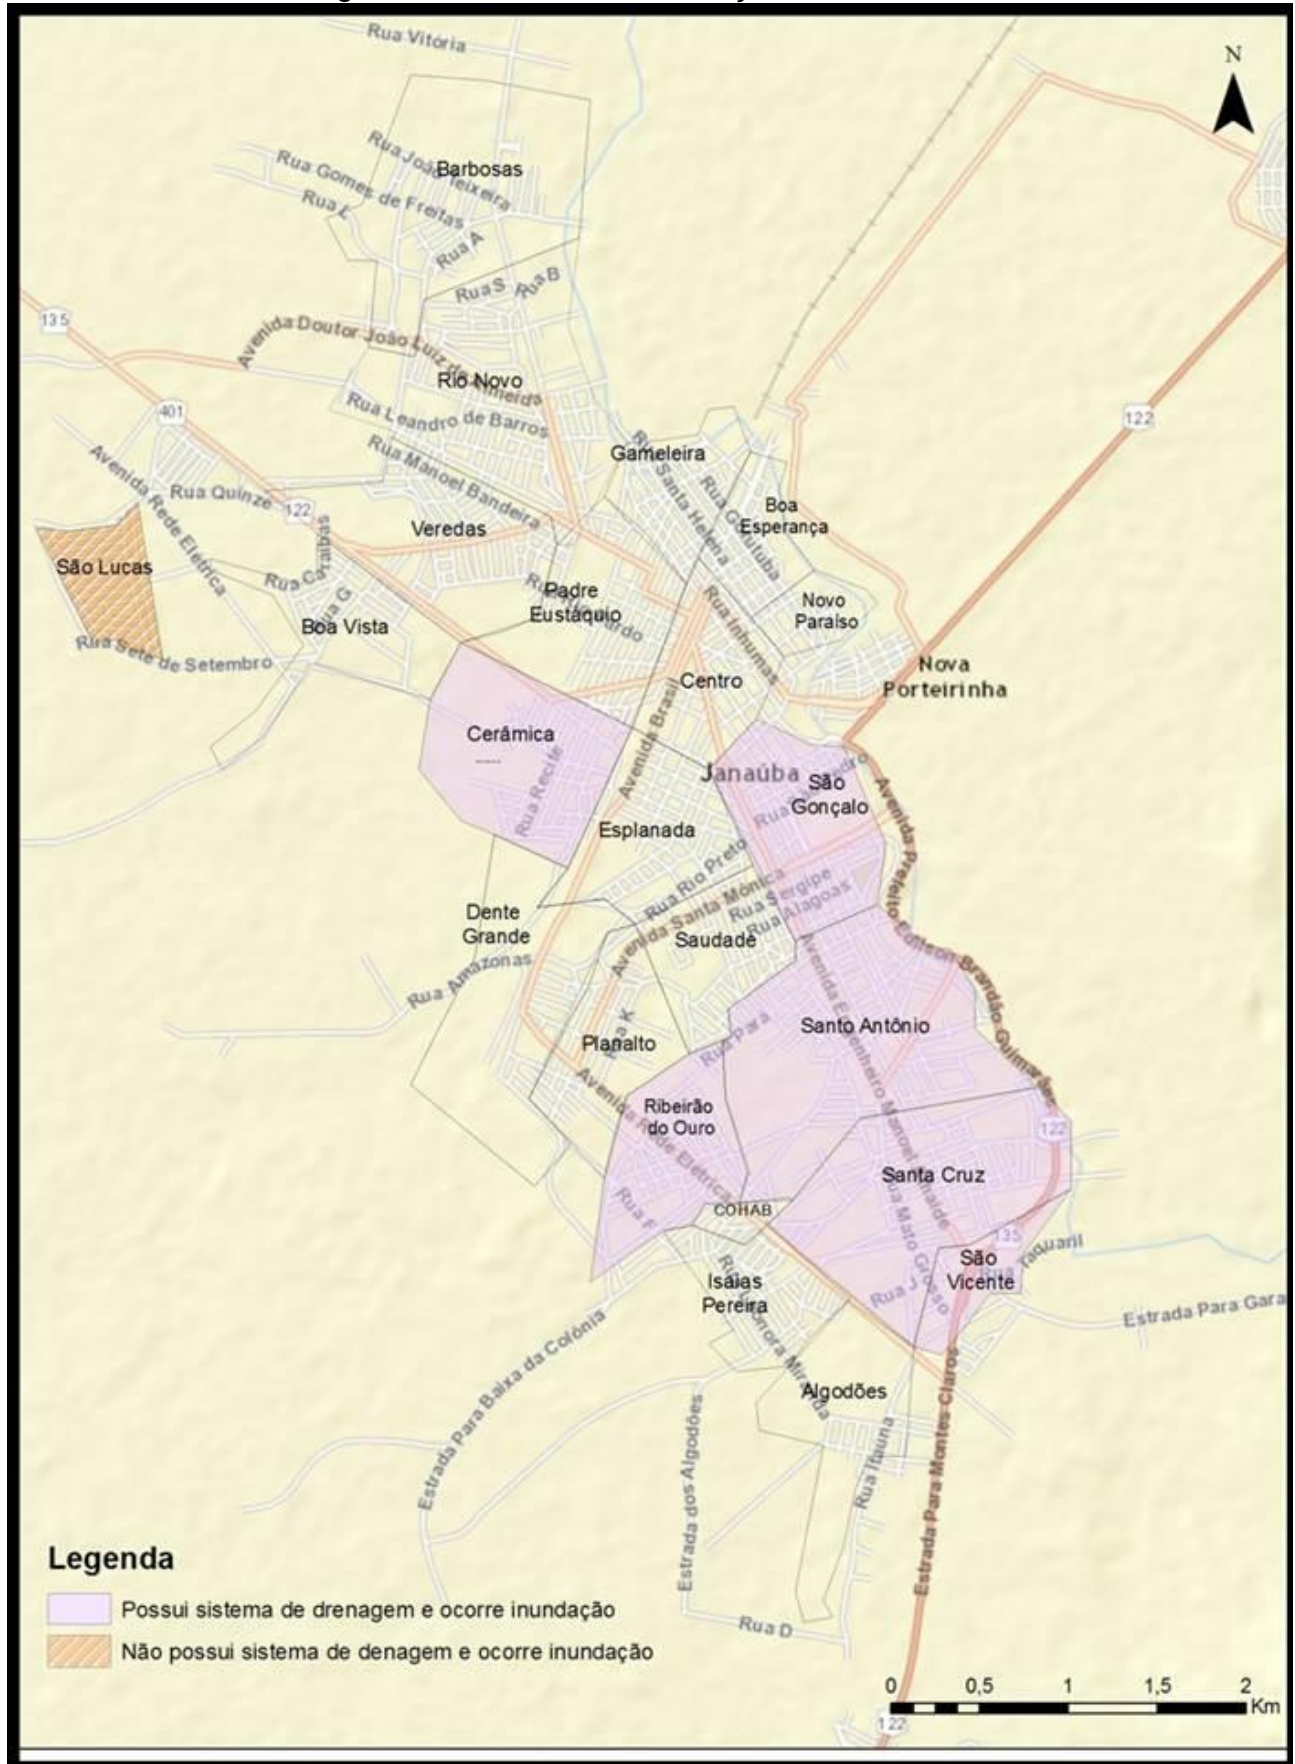 Rua Vitória
N
Rua João Teixeira
Barbosas
Rua Gomes de Freitas
Rua L
Rua A
Rua S
Rua B
135
Avenida Doutor João Luiz de Almeida
Rio Novo
Rua Leandro de Barros
401
122
Rua Manoel Bandeira
Gameleira
Rua Santa Helena
Rua Gorutuba
Avenida Rede Elétrica
Rua Quinze
122
Veredas
Boa
Esperança
São Lucas
Rua Caraíbas
Rua G
Padre
Eustáquio
Novo
Paraíso
Boa Vista
Rua Inhumas
Rua Sete de Setembro
Nova
Porteirinha
Centro
Cerâmica
Avenida Brasil
Janaúba
Rua Recife
São
Gonçalo
Avenida Prefeito Edilson Brandão Guimarães
Esplanada
Rua Rio Preto
Avenida Santa Mônica
Rua Sergipe
Rua Alagoas
Dente
Grande
Saudade
Rua Amazonas
Avenida Engenheiro Manoel Athaide
Santo Antônio
Rua K
Planalto
Rua Pará
Avenida Rede Elétrica
Ribeirão
do Ouro
122
Santa Cruz
Rua F
COHAB
Rua Mato Grosso
135
Rua Taquaril
São
Vicente
Isaías
Pereira
Rua J
Estrada Para Gara
Estrada Para Baixa da Colônia
Algodões
Estrada dos Algodões
Rua Itauna
Estrada Para Montes Claros
Rua D
Legenda
Possui sistema de drenagem e ocorre inundação
Não possui sistema de denagem e ocorre inundação
0 0,5 1 1,5 2
Km
122